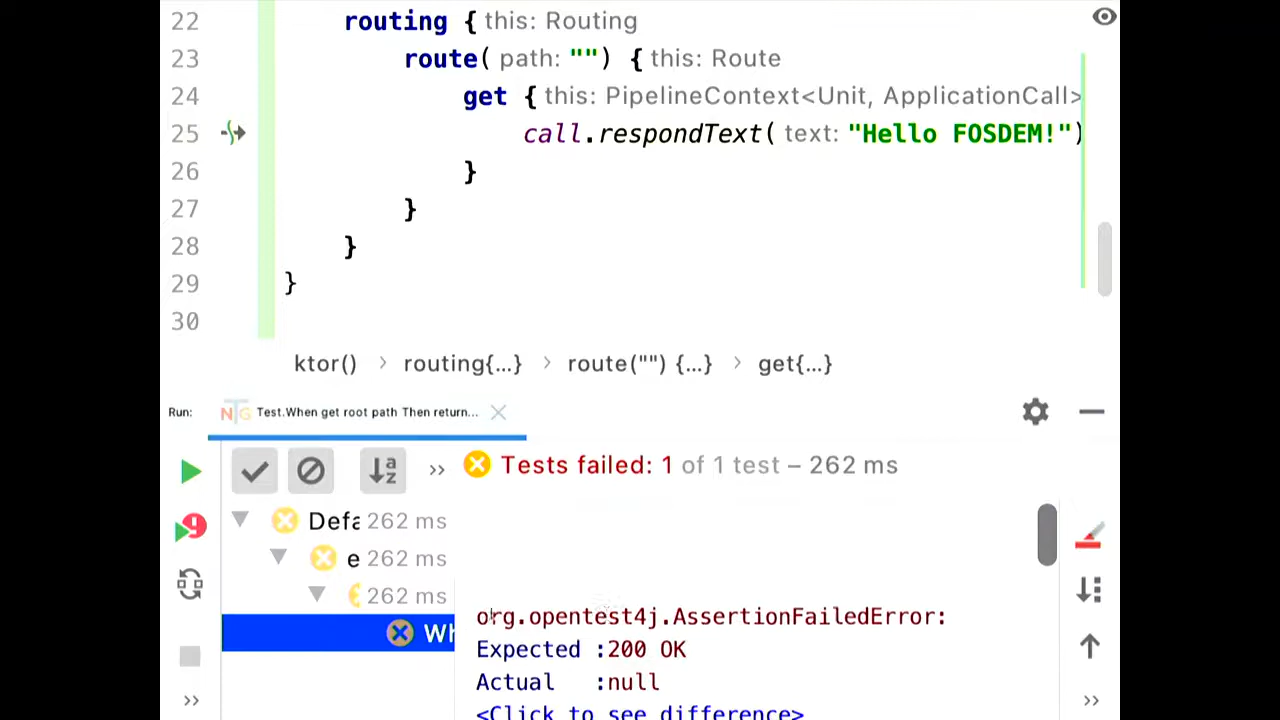 22 routing { this: Routing
23 route( path: "") { this: Route
24 get { this: PipelineContext<Unit, ApplicationCall>
25 call.respondText( text: "Hello FOSDEM!")
26 }
27 }
28 }
29 }
30
ktor() > routing{...} > route("") {...} > get{...}
Run: NTG Test.When get root path Then return...
>> Tests failed: 1 of 1 test – 262 ms
Defa 262 ms
e 262 ms
262 ms
Wh
org.opentest4j.AssertionFailedError:
Expected :200 OK
Actual :null
<Click to see difference>